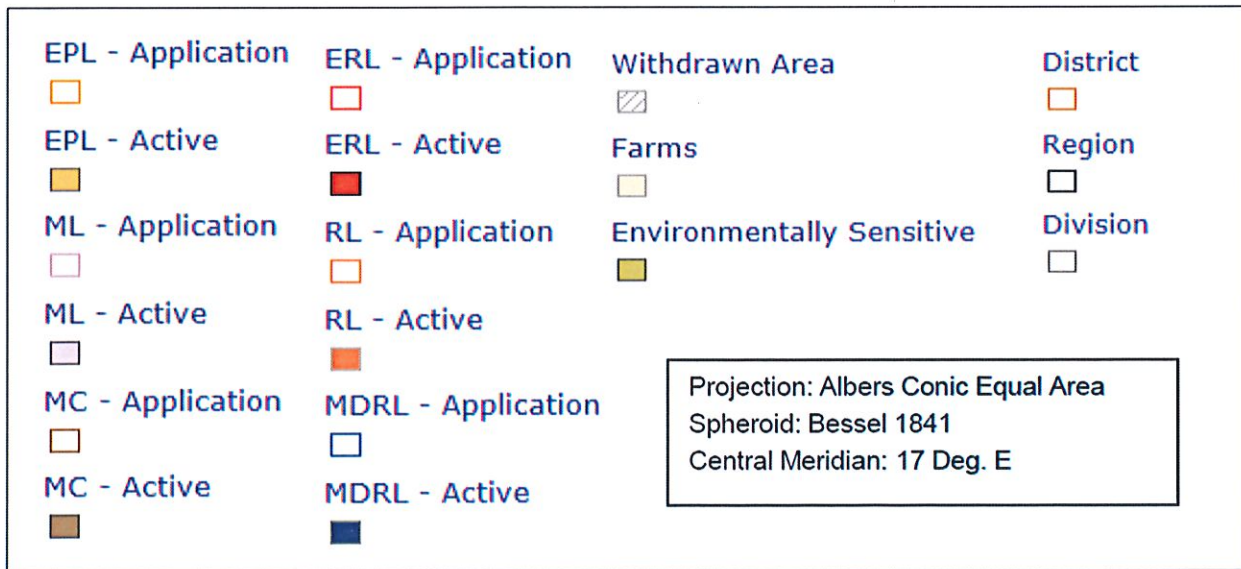 EPL - Application
EPL - Active
ML - Application
ML - Active
MC - Application
MC - Active
ERL - Application
ERL - Active
RL - Application
RL - Active
MDRL - Application
MDRL - Active
Withdrawn Area
Farms
Environmentally Sensitive
District
Region
Division
Projection: Albers Conic Equal Area
Spheroid: Bessel 1841
Central Meridian: 17 Deg. E